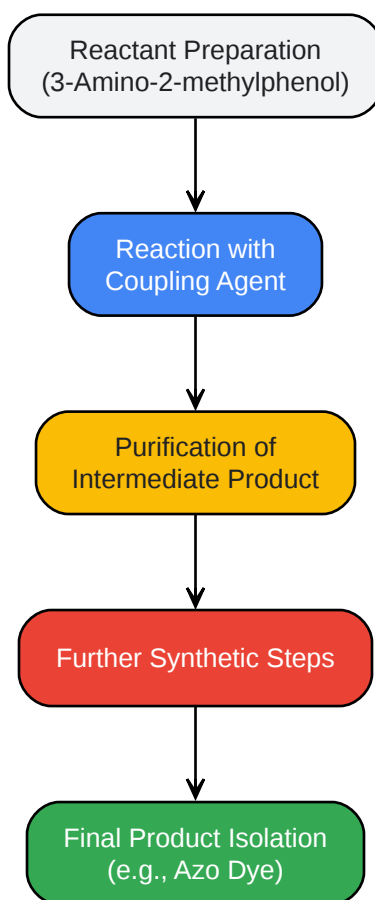 Reactant Preparation
(3-Amino-2-methylphenol)
Reaction with
Coupling Agent
Purification of
Intermediate Product
Further Synthetic Steps
Final Product Isolation
(e.g., Azo Dye)